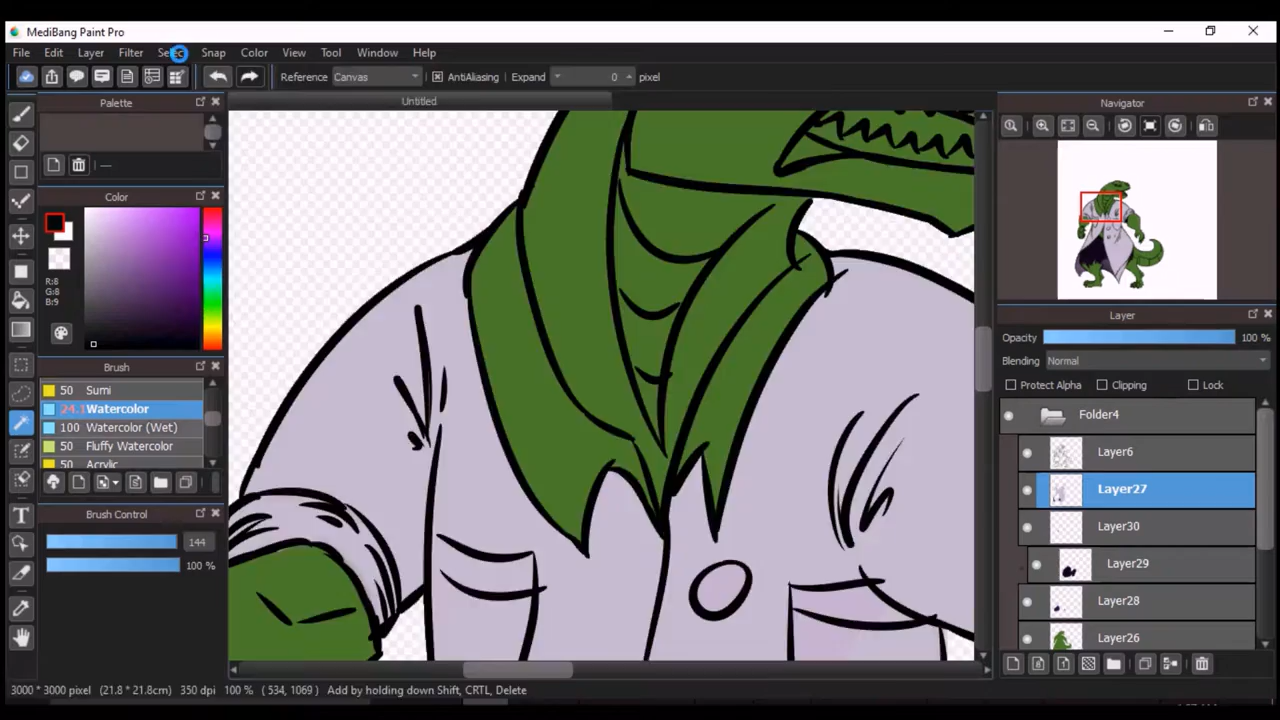 MediBang Paint Pro
File Edit Layer Filter Select Snap Color View Tool Window Help
Reference Canvas AntiAliasing Expand 0 pixel
Palette
Untitled
Navigator
Color
R:8
G:8
B:9
Brush
50 Sumi
24.1 Watercolor
100 Watercolor (Wet)
50 Fluffy Watercolor
50 Acrylic
Brush Control
144
100 %
Layer
Opacity 100 %
Blending Normal
Protect Alpha Clipping Lock
Folder4
Layer6
Layer27
Layer30
Layer29
Layer28
Layer26
3000 * 3000 pixel (21.8 * 21.8cm) 350 dpi 100 % ( 534, 1069 ) Add by holding down Shift, CRTL, Delete